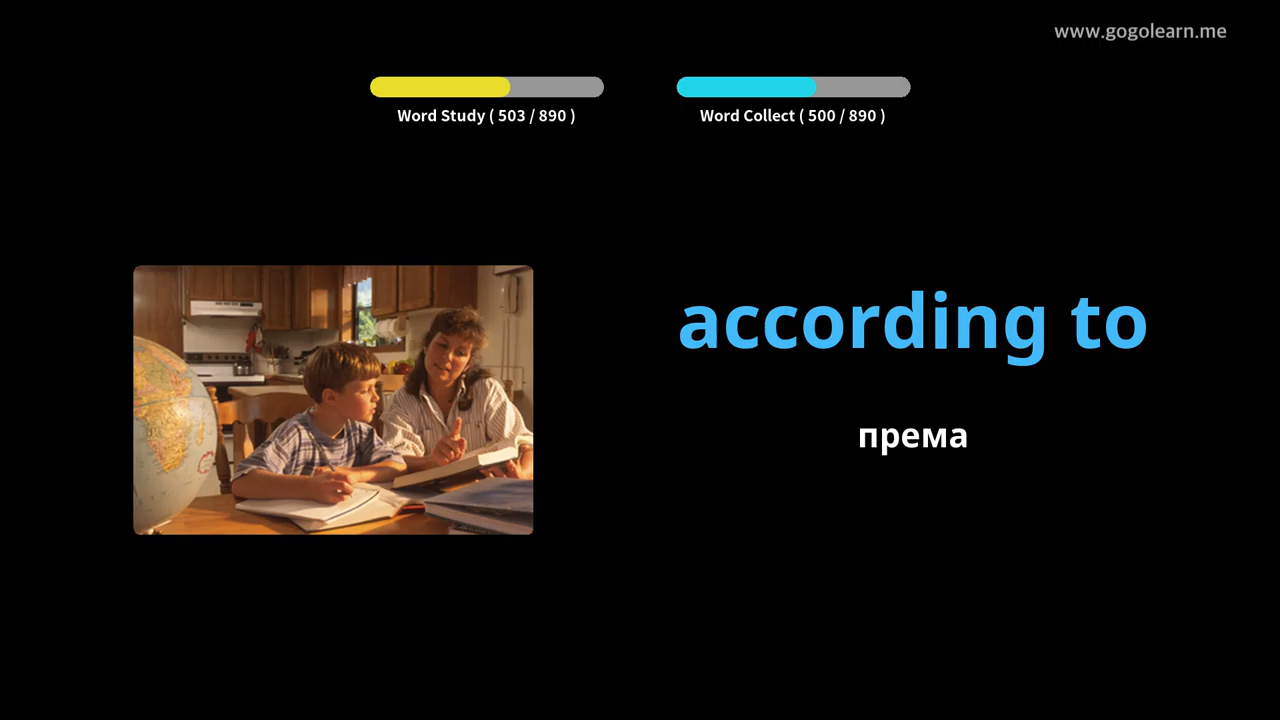 www.gogolearn.me
Word Study ( 503 / 890 )
Word Collect ( 500 / 890 )
according to
према